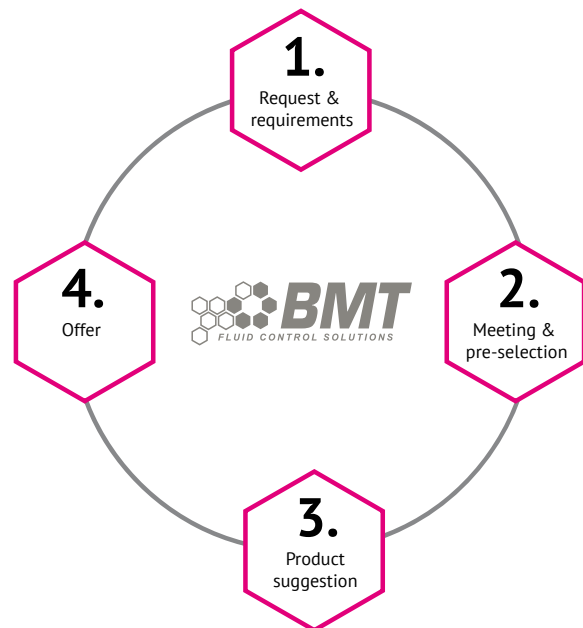 1.
Request &
requirements
2.
Meeting &
pre-selection
3.
Product
suggestion
4.
Offer
BMT
FLUID CONTROL SOLUTIONS